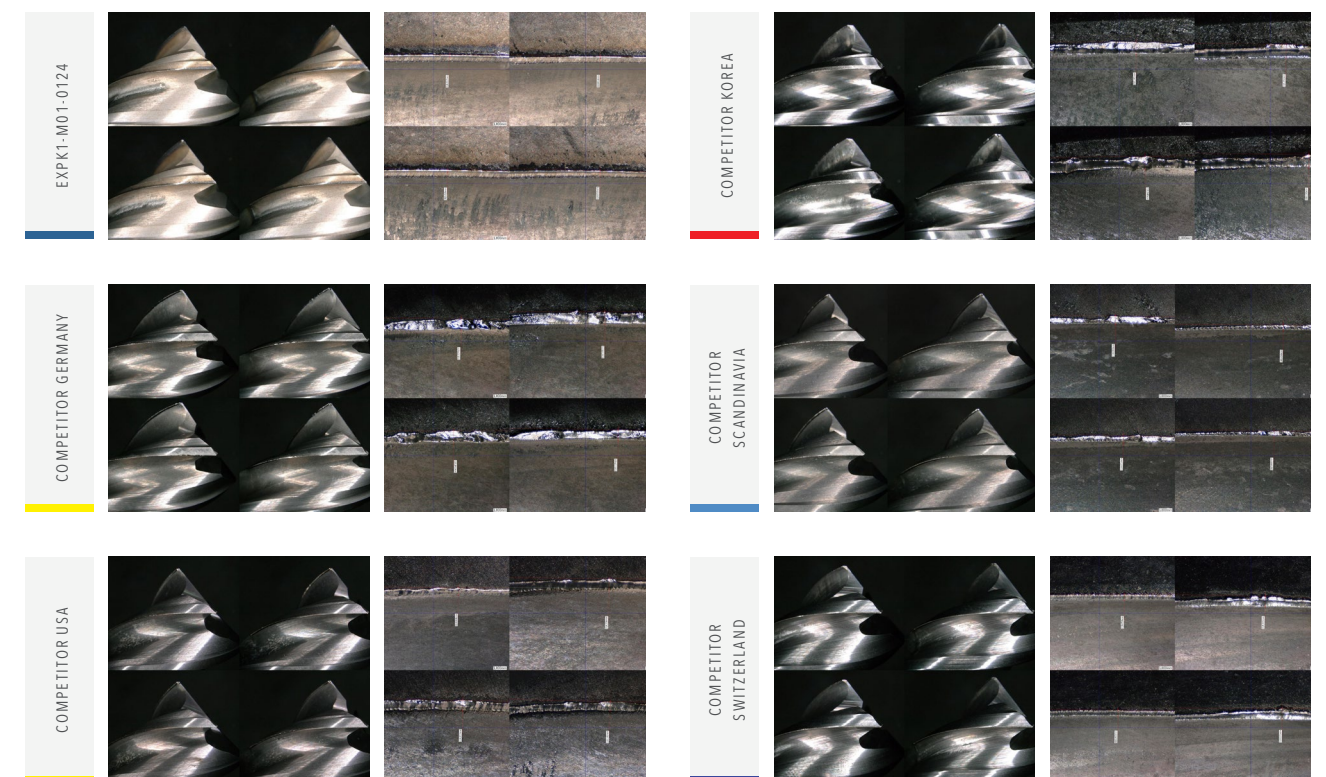 EXPK1-M01-0124
COMPETITOR KOREA
COMPETITOR GERMANY
COMPETITOR
SCANDINAVIA
COMPETITOR USA
COMPETITOR
SWITZERLAND